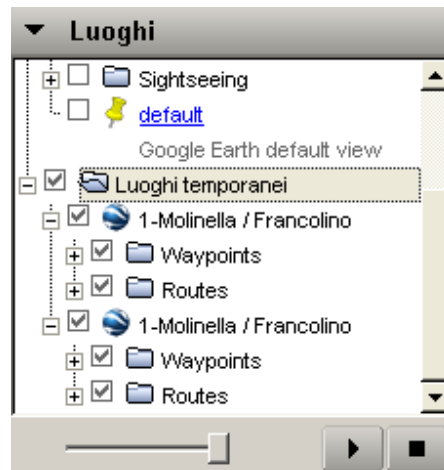 Luoghi
Sightseeing
default
Google Earth default view
Luoghi temporanei
1-Molinella / Francolino
Waypoints
Routes
1-Molinella / Francolino
Waypoints
Routes